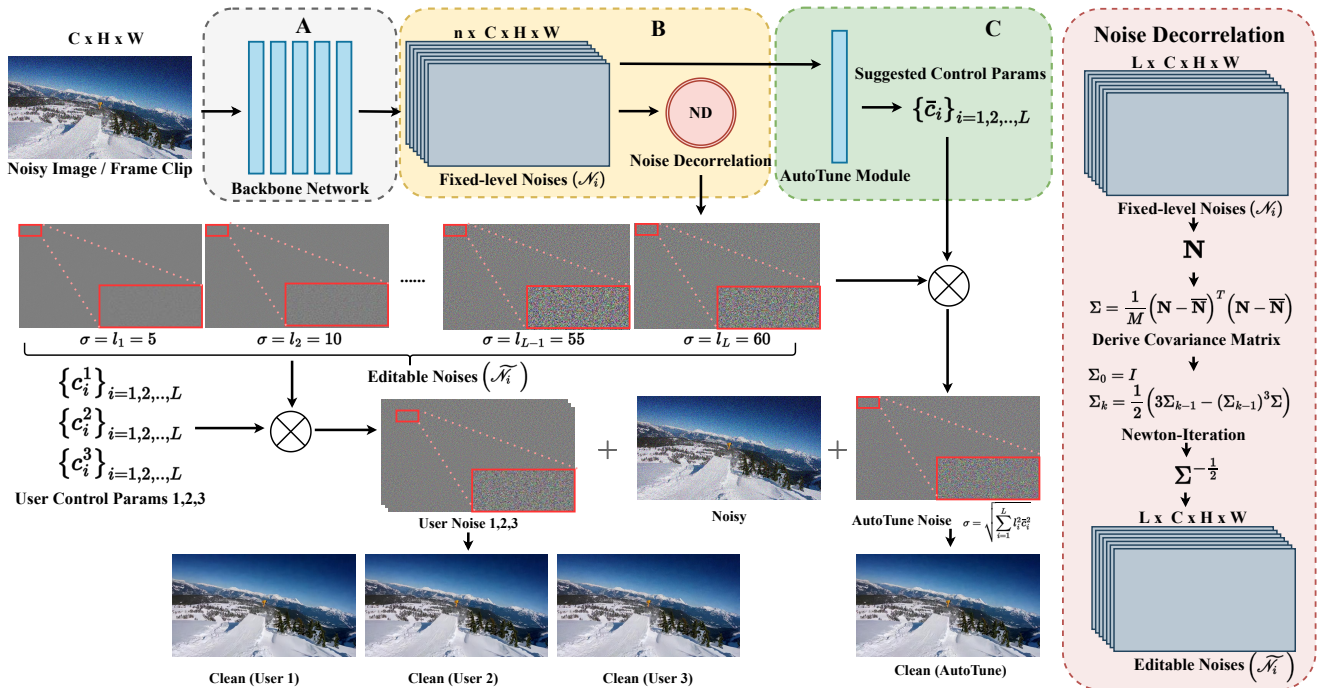 C x H x W
Noisy Image / Frame Clip
A
Backbone Network
B
n x C x H x W
Fixed-level Noises (𝒩_i)
ND
Noise Decorrelation
C
Suggested Control Params
{c̄_i}_{i=1,2,..,L}
AutoTune Module
σ = l_1 = 5
σ = l_2 = 10
......
σ = l_{L-1} = 55
σ = l_L = 60
Editable Noises (𝒩̃_i)
{c_i^1}_{i=1,2,..,L}
{c_i^2}_{i=1,2,..,L}
{c_i^3}_{i=1,2,..,L}
User Control Params 1,2,3
User Noise 1,2,3
+
Noisy
+
AutoTune Noise σ = √(∑_{i=1}^{L} l_i^2 c̄_i^2)
Clean (User 1)
Clean (User 2)
Clean (User 3)
Clean (AutoTune)
Noise Decorrelation
L x C x H x W
Fixed-level Noises (𝒩_i)
N
Σ = 1/M (N − N̅)^T (N − N̅)
Derive Covariance Matrix
Σ_0 = I
Σ_k = 1/2 (3Σ_{k-1} − (Σ_{k-1})^3 Σ)
Newton-Iteration
Σ^{-1/2}
L x C x H x W
Editable Noises (𝒩̃_i)